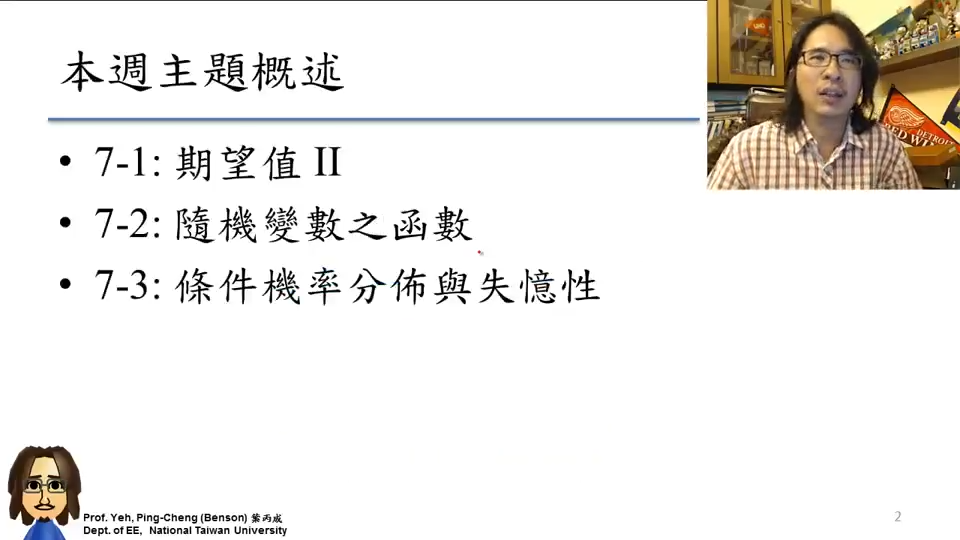 本週主題概述
• 7-1: 期望值 II
• 7-2: 隨機變數之函數
• 7-3: 條件機率分佈與失憶性
DETROIT
RED WI
Prof. Yeh, Ping-Cheng (Benson) 葉丙成
Dept. of EE, National Taiwan University
2